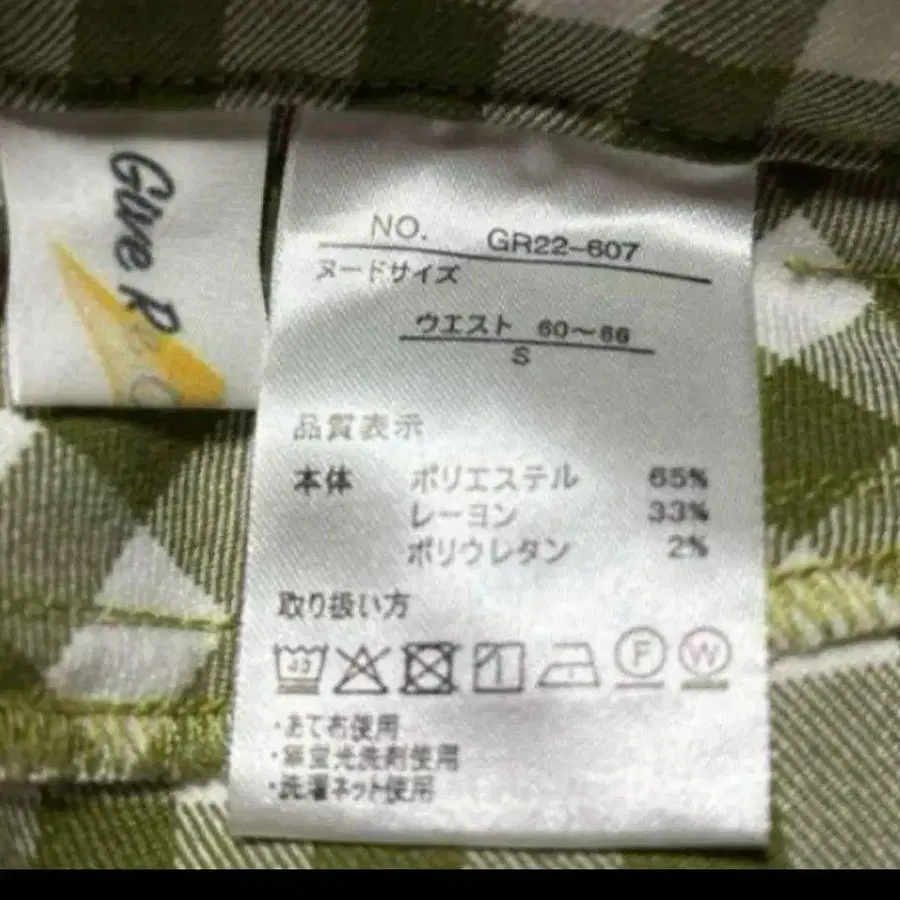 Give
NO. GR22-607
ヌードサイズ
ウエスト 60～66
S
品質表示
本体 ポリエステル 65%
レーヨン 33%
ポリウレタン 2%
取り扱い方
F W
・あて布使用
・無蛍光洗剤使用
・洗濯ネット使用